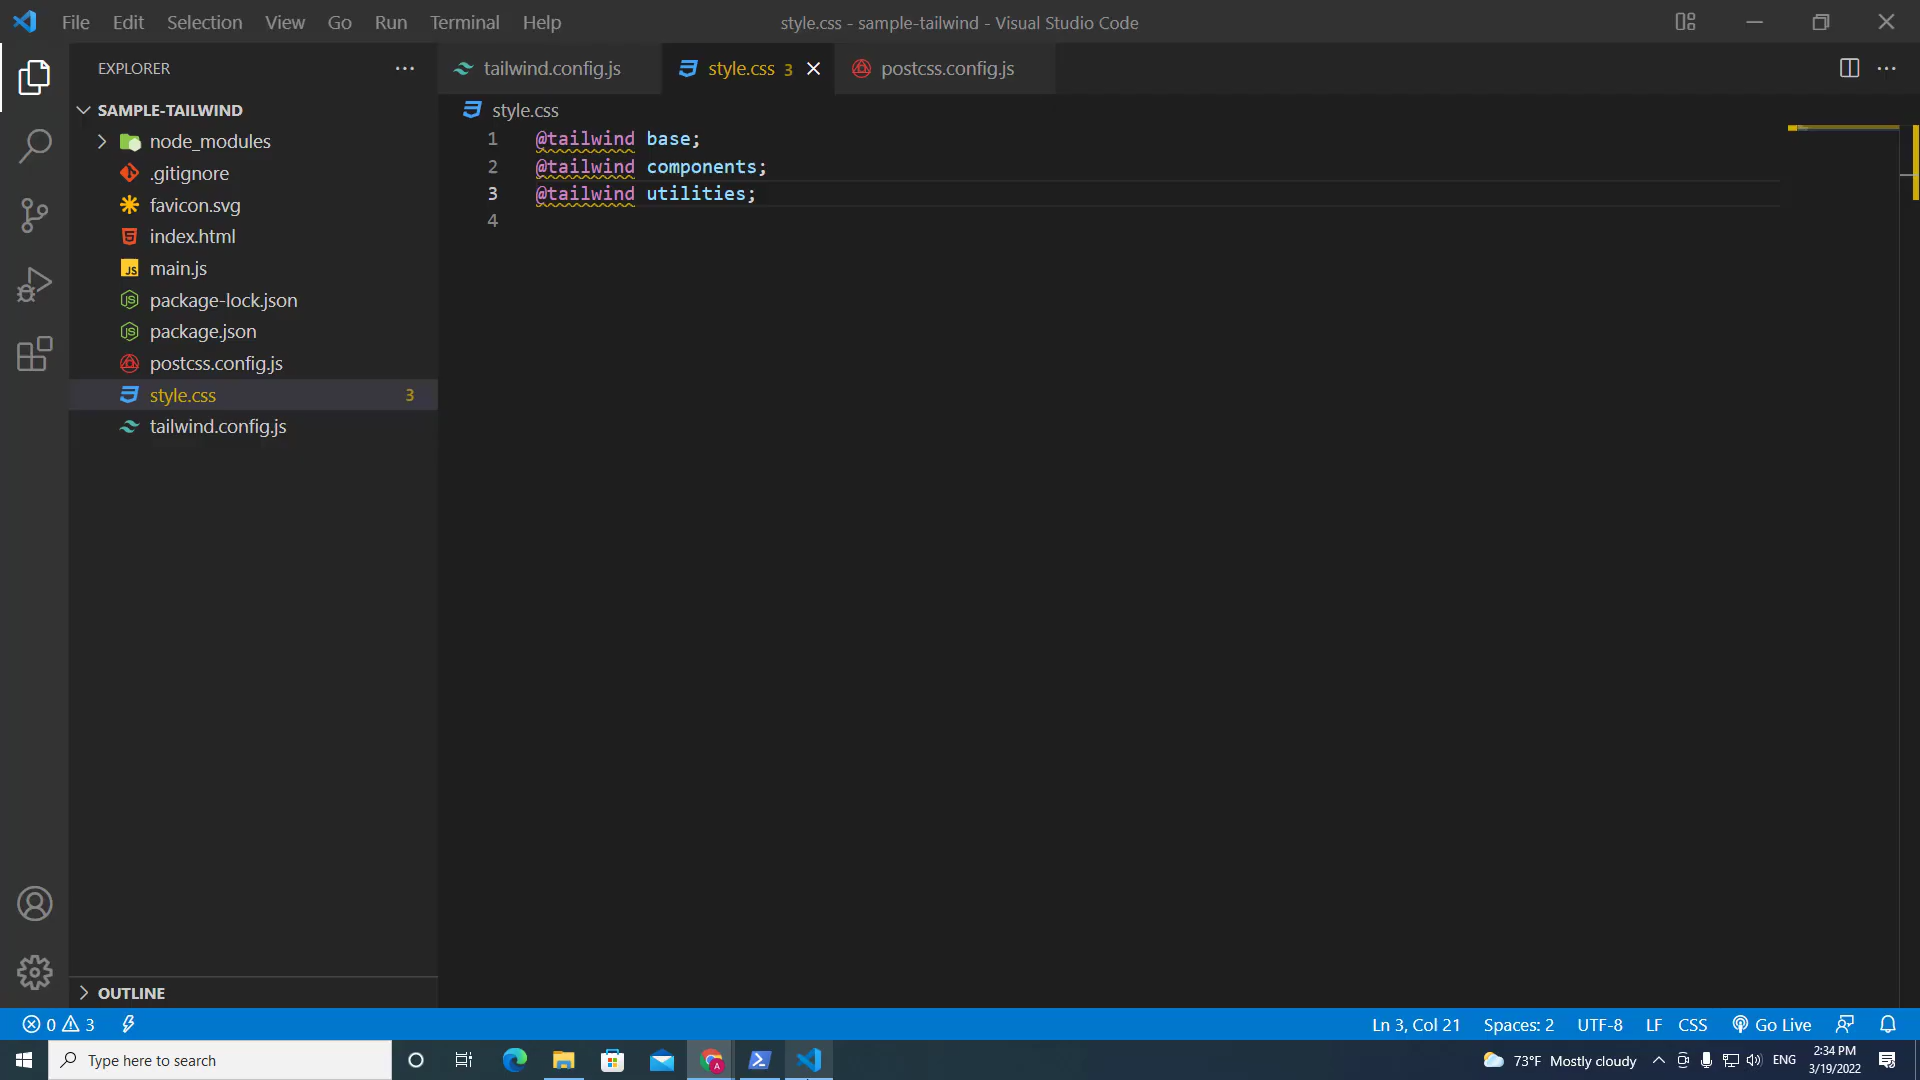 File Edit Selection View Go Run Terminal Help
style.css - sample-tailwind - Visual Studio Code
EXPLORER
SAMPLE-TAILWIND
node_modules
.gitignore
favicon.svg
index.html
main.js
package-lock.json
package.json
postcss.config.js
style.css 3
tailwind.config.js
OUTLINE
tailwind.config.js
style.css 3
postcss.config.js
style.css
1 @tailwind base;
2 @tailwind components;
3 @tailwind utilities;
4
0 3
Ln 3, Col 21 Spaces: 2 UTF-8 LF CSS Go Live
Type here to search
73°F Mostly cloudy
ENG
2:34 PM
3/19/2022